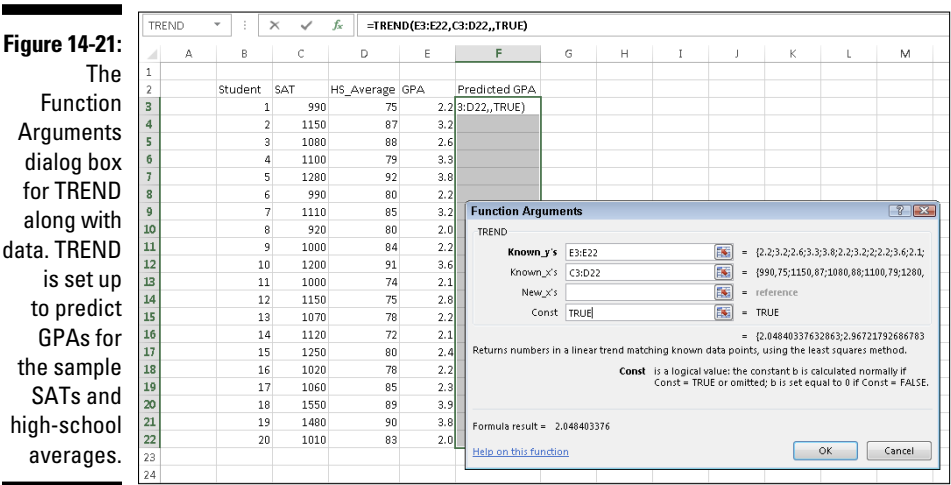 Figure 14-21:
The
Function
Arguments
dialog box
for TREND
along with
data. TREND
is set up
to predict
GPAs for
the sample
SATs and
high-school
averages.
TREND fx =TREND(E3:E22,C3:D22,,TRUE)
A B C D E F G H I J K L M
1
2 Student SAT HS_Average GPA Predicted GPA
3 1 990 75 2.2 3:D22,,TRUE)
4 2 1150 87 3.2
5 3 1080 88 2.6
6 4 1100 79 3.3
7 5 1280 92 3.8
8 6 990 80 2.2
9 7 1110 85 3.2
10 8 920 80 2.0
11 9 1000 84 2.2
12 10 1200 91 3.6
13 11 1000 74 2.1
14 12 1150 75 2.8
15 13 1070 78 2.2
16 14 1120 72 2.1
17 15 1250 80 2.4
18 16 1020 78 2.2
19 17 1060 85 2.3
20 18 1550 89 3.9
21 19 1480 90 3.8
22 20 1010 83 2.0
23
24
Function Arguments
TREND
Known_y's E3:E22 = {2.2;3.2;2.6;3.3;3.8;2.2;3.2;2;2.2;3.6;2.1;
Known_x's C3:D22 = {990,75;1150,87;1080,88;1100,79;1280,
New_x's = reference
Const TRUE = TRUE
= {2.04840337632863;2.96721792686783
Returns numbers in a linear trend matching known data points, using the least squares method.
Const is a logical value: the constant b is calculated normally if
Const = TRUE or omitted; b is set equal to 0 if Const = FALSE.
Formula result = 2.048403376
Help on this function
OK Cancel